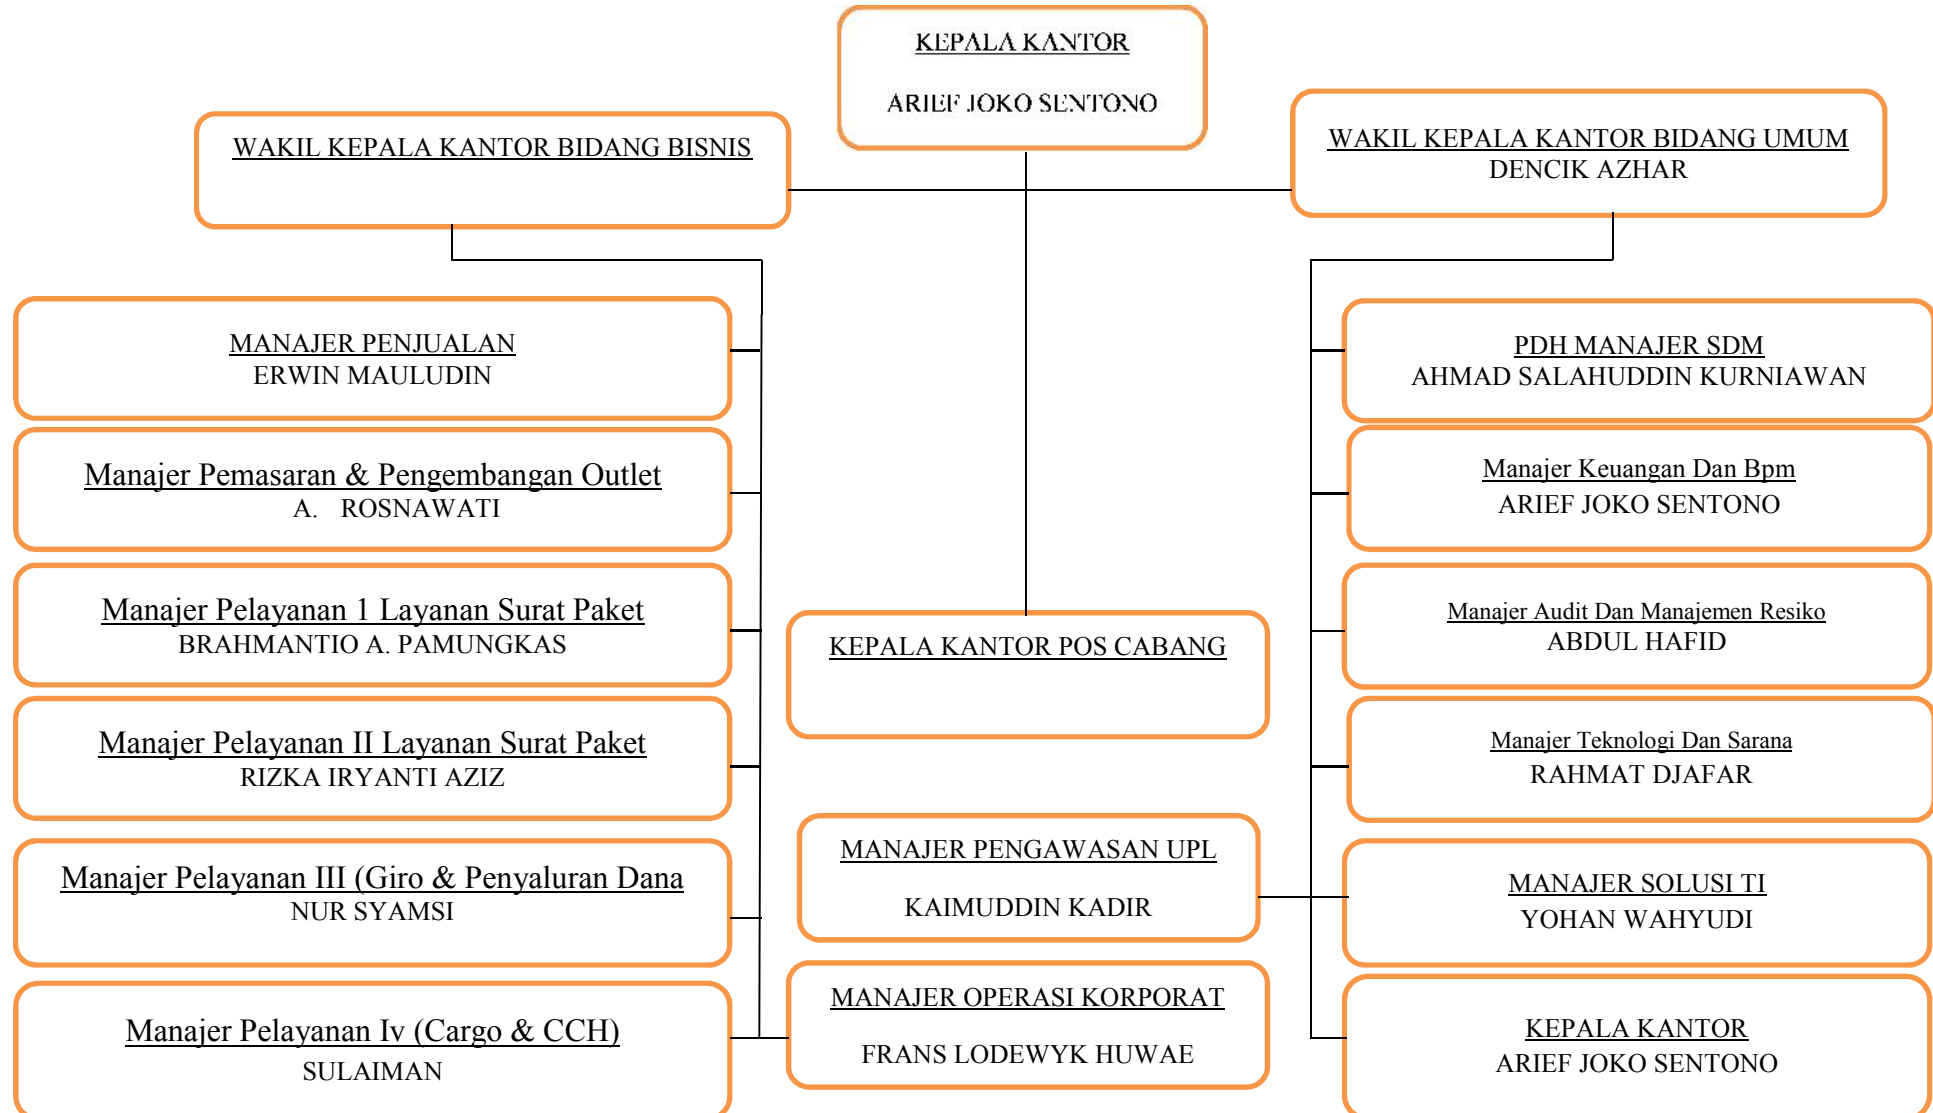 KEPALA KANTOR
ARIEF JOKO SENTONO
WAKIL KEPALA KANTOR BIDANG BISNIS
WAKIL KEPALA KANTOR BIDANG UMUM
DENCIK AZHAR
MANAJER PENJUALAN
ERWIN MAULUDIN
Manajer Pemasaran & Pengembangan Outlet
A. ROSNAWATI
Manajer Pelayanan 1 Layanan Surat Paket
BRAHMANTIO A. PAMUNGKAS
Manajer Pelayanan II Layanan Surat Paket
RIZKA IRYANTI AZIZ
Manajer Pelayanan III (Giro & Penyaluran Dana
NUR SYAMSI
Manajer Pelayanan Iv (Cargo & CCH)
SULAIMAN
KEPALA KANTOR POS CABANG
MANAJER PENGAWASAN UPL
KAIMUDDIN KADIR
MANAJER OPERASI KORPORAT
FRANS LODEWYK HUWAE
PDH MANAJER SDM
AHMAD SALAHUDDIN KURNIAWAN
Manajer Keuangan Dan Bpm
ARIEF JOKO SENTONO
Manajer Audit Dan Manajemen Resiko
ABDUL HAFID
Manajer Teknologi Dan Sarana
RAHMAT DJAFAR
MANAJER SOLUSI TI
YOHAN WAHYUDI
KEPALA KANTOR
ARIEF JOKO SENTONO